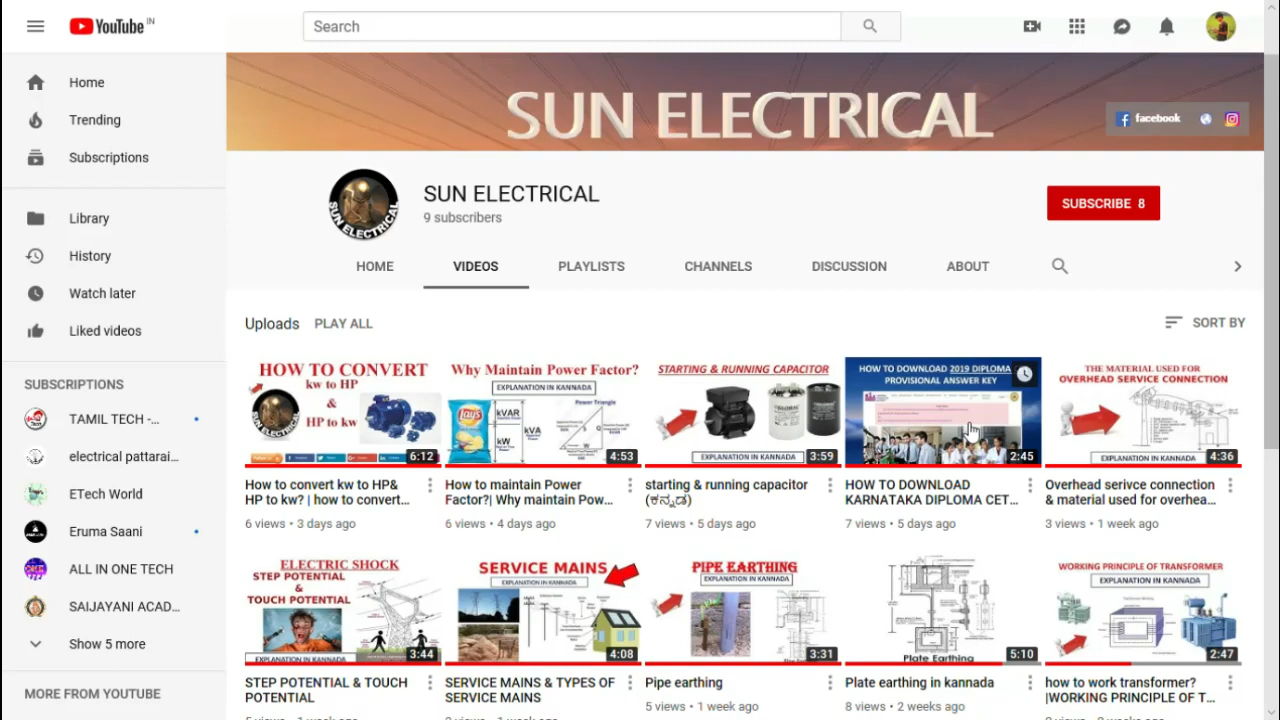 YouTube IN
Search
Home
Trending
Subscriptions
Library
History
Watch later
Liked videos
SUBSCRIPTIONS
TAMIL TECH -...
electrical pattarai...
ETech World
Eruma Saani
ALL IN ONE TECH
SAIJAYANI ACAD...
Show 5 more
MORE FROM YOUTUBE
SUN ELECTRICAL
facebook
SUN ELECTRICAL
SUN ELECTRICAL
9 subscribers
SUBSCRIBE 8
HOME VIDEOS PLAYLISTS CHANNELS DISCUSSION ABOUT
Uploads PLAY ALL
SORT BY
HOW TO CONVERT
kw to HP
&
HP to kw
6:12
How to convert kw to HP&
HP to kw? | how to convert...
6 views • 3 days ago
Why Maintain Power Factor?
EXPLANATION IN KANNADA
Lays
kVAR
kVA
kW
Power Triangle
4:53
How to maintain Power
Factor?| Why maintain Pow...
6 views • 4 days ago
STARTING & RUNNING CAPACITOR
EXPLANATION IN KANNADA
3:59
starting & running capacitor
(ಕನ್ನಡ)
7 views • 5 days ago
HOW TO DOWNLOAD 2019 DIPLOMA
PROVISIONAL ANSWER KEY
2:45
HOW TO DOWNLOAD
KARNATAKA DIPLOMA CET...
7 views • 5 days ago
THE MATERIAL USED FOR
OVERHEAD SERVICE CONNECTION
EXPLANATION IN KANNADA
4:36
Overhead serivce connection
& material used for overhea...
3 views • 1 week ago
ELECTRIC SHOCK
STEP POTENTIAL
&
TOUCH POTENTIAL
EXPLANATION IN KANNADA
3:44
STEP POTENTIAL & TOUCH
POTENTIAL
SERVICE MAINS
EXPLANATION IN KANNADA
4:08
SERVICE MAINS & TYPES OF
SERVICE MAINS
PIPE EARTHING
EXPLANATION IN KANNADA
3:31
Pipe earthing
5 views • 1 week ago
Plate Earthing
5:10
Plate earthing in kannada
8 views • 2 weeks ago
WORKING PRINCIPLE OF TRANSFORMER
EXPLANATION IN KANNADA
2:47
how to work transformer?
|WORKING PRINCIPLE OF T...